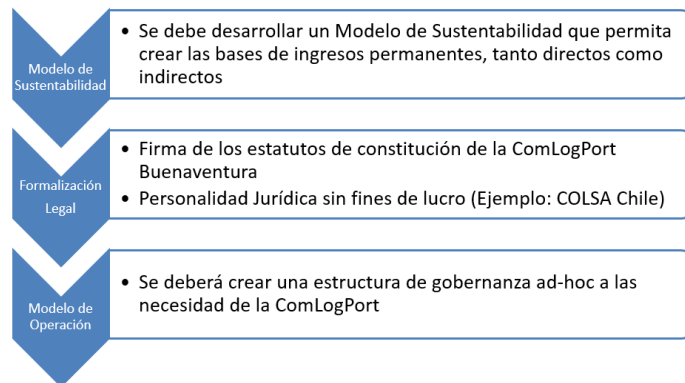 Modelo de
Sustentabilidad
• Se debe desarrollar un Modelo de Sustentabilidad que permita
crear las bases de ingresos permanentes, tanto directos como
indirectos
Formalización
Legal
• Firma de los estatutos de constitución de la ComLogPort
Buenaventura
• Personalidad Jurídica sin fines de lucro (Ejemplo: COLSA Chile)
Modelo de
Operación
• Se deberá crear una estructura de gobernanza ad-hoc a las
necesidad de la ComLogPort